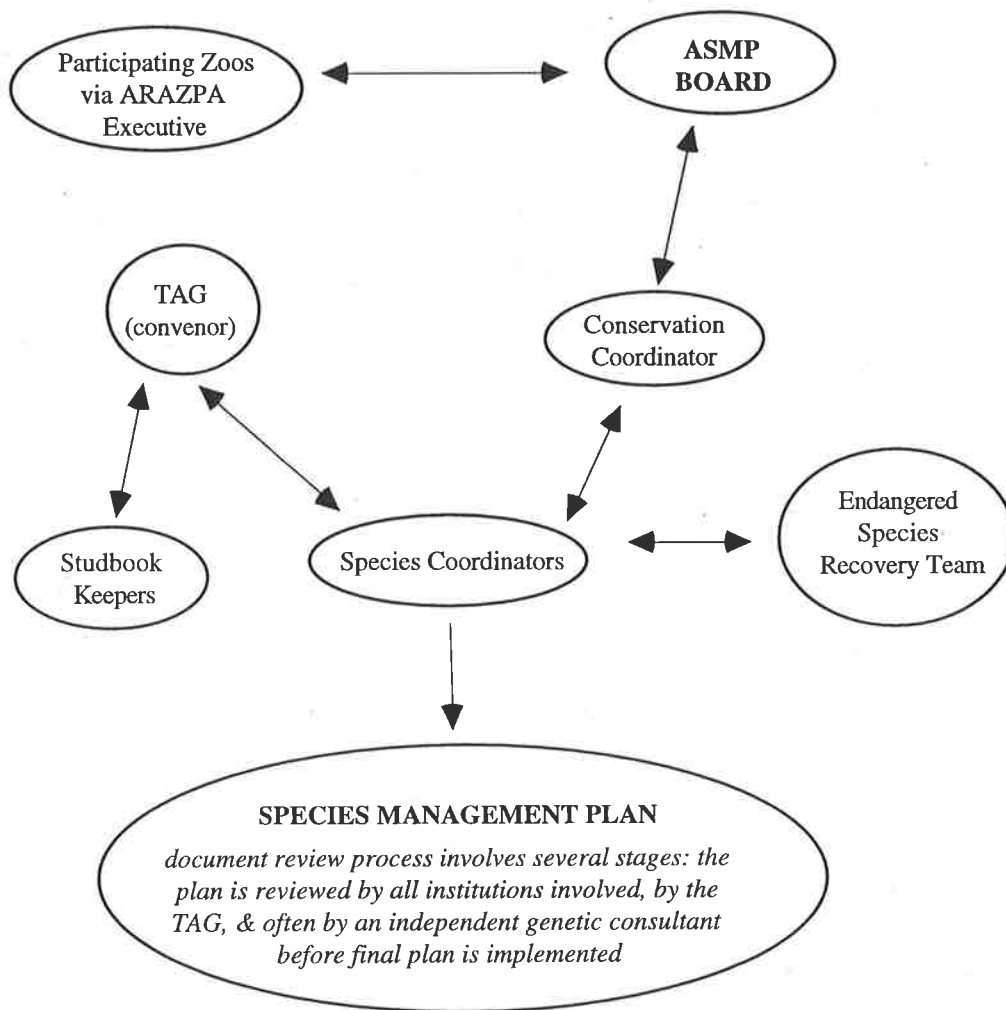 Participating Zoos
via ARAZPA
Executive
ASMP
BOARD
TAG
(convenor)
Conservation
Coordinator
Studbook
Keepers
Species Coordinators
Endangered
Species
Recovery Team
SPECIES MANAGEMENT PLAN
document review process involves several stages: the
plan is reviewed by all institutions involved, by the
TAG, & often by an independent genetic consultant
before final plan is implemented